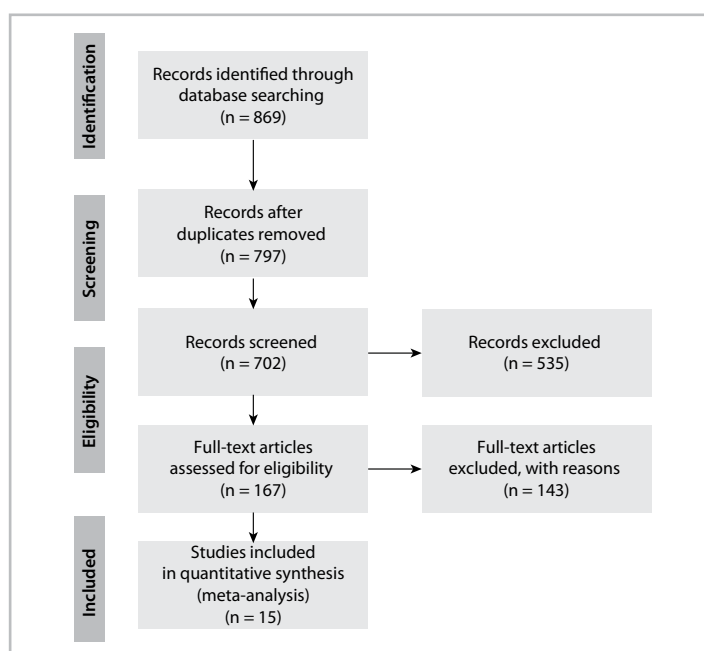 Identification
Records identified through
database searching
(n = 869)
Screening
Records after
duplicates removed
(n = 797)
Records screened
(n = 702)
Records excluded
(n = 535)
Eligibility
Full-text articles
assessed for eligibility
(n = 167)
Full-text articles
excluded, with reasons
(n = 143)
Included
Studies included
in quantitative synthesis
(meta-analysis)
(n = 15)